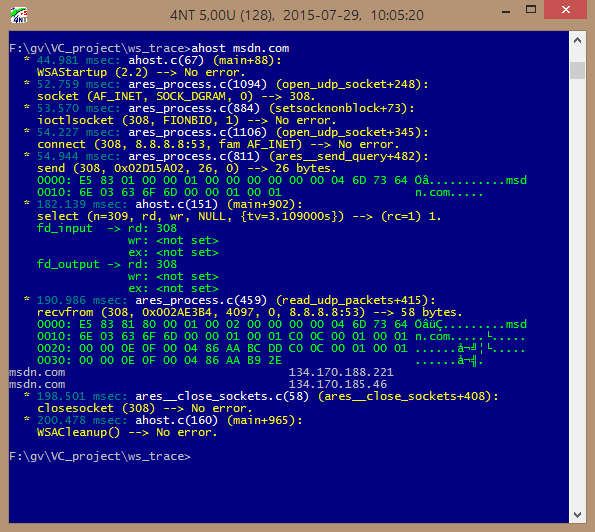 4NT 5,00U (128), 2015-07-29, 10:05:20
4NT
F:\gv\VC_project\ws_trace>ahost msdn.com
* 44.981 msec: ahost.c(67) (main+88):
WSAStartup (2.2) --> No error.
* 52.759 msec: ares_process.c(1094) (open_udp_socket+248):
socket (AF_INET, SOCK_DGRAM, 0) --> 308.
* 53.570 msec: ares_process.c(884) (setsocknonblock+73):
ioctlsocket (308, FIONBIO, 1) --> No error.
* 54.227 msec: ares_process.c(1106) (open_udp_socket+345):
connect (308, 8.8.8.8:53, fam AF_INET) --> No error.
* 54.944 msec: ares_process.c(811) (ares__send_query+482):
send (308, 0x02D15A02, 26, 0) --> 26 bytes.
0000: E5 83 01 00 00 01 00 00 00 00 00 00 04 6D 73 64 Õâ...........msd
0010: 6E 03 63 6F 6D 00 00 01 00 01 n.com.....
* 182.139 msec: ahost.c(151) (main+902):
select (n=309, rd, wr, NULL, {tv=3.109000s}) --> (rc=1) 1.
fd_input -> rd: 308
wr: <not set>
ex: <not set>
fd_output -> rd: 308
wr: <not set>
ex: <not set>
* 190.986 msec: ares_process.c(459) (read_udp_packets+415):
recvfrom (308, 0x002AE3B4, 4097, 0, 8.8.8.8:53) --> 58 bytes.
0000: E5 83 81 80 00 01 00 02 00 00 00 00 04 6D 73 64 ÕâüÇ.........msd
0010: 6E 03 63 6F 6D 00 00 01 00 01 C0 0C 00 01 00 01 n.com.....└.....
0020: 00 00 0E 0F 00 04 86 AA BC DD C0 0C 00 01 00 01 ......å¬╝¦└.....
0030: 00 00 0E 0F 00 04 86 AA B9 2E ......å¬╣.
msdn.com 134.170.188.221
msdn.com 134.170.185.46
* 198.501 msec: ares__close_sockets.c(58) (ares__close_sockets+408):
closesocket (308) --> No error.
* 200.478 msec: ahost.c(160) (main+965):
WSACleanup() --> No error.
F:\gv\VC_project\ws_trace>